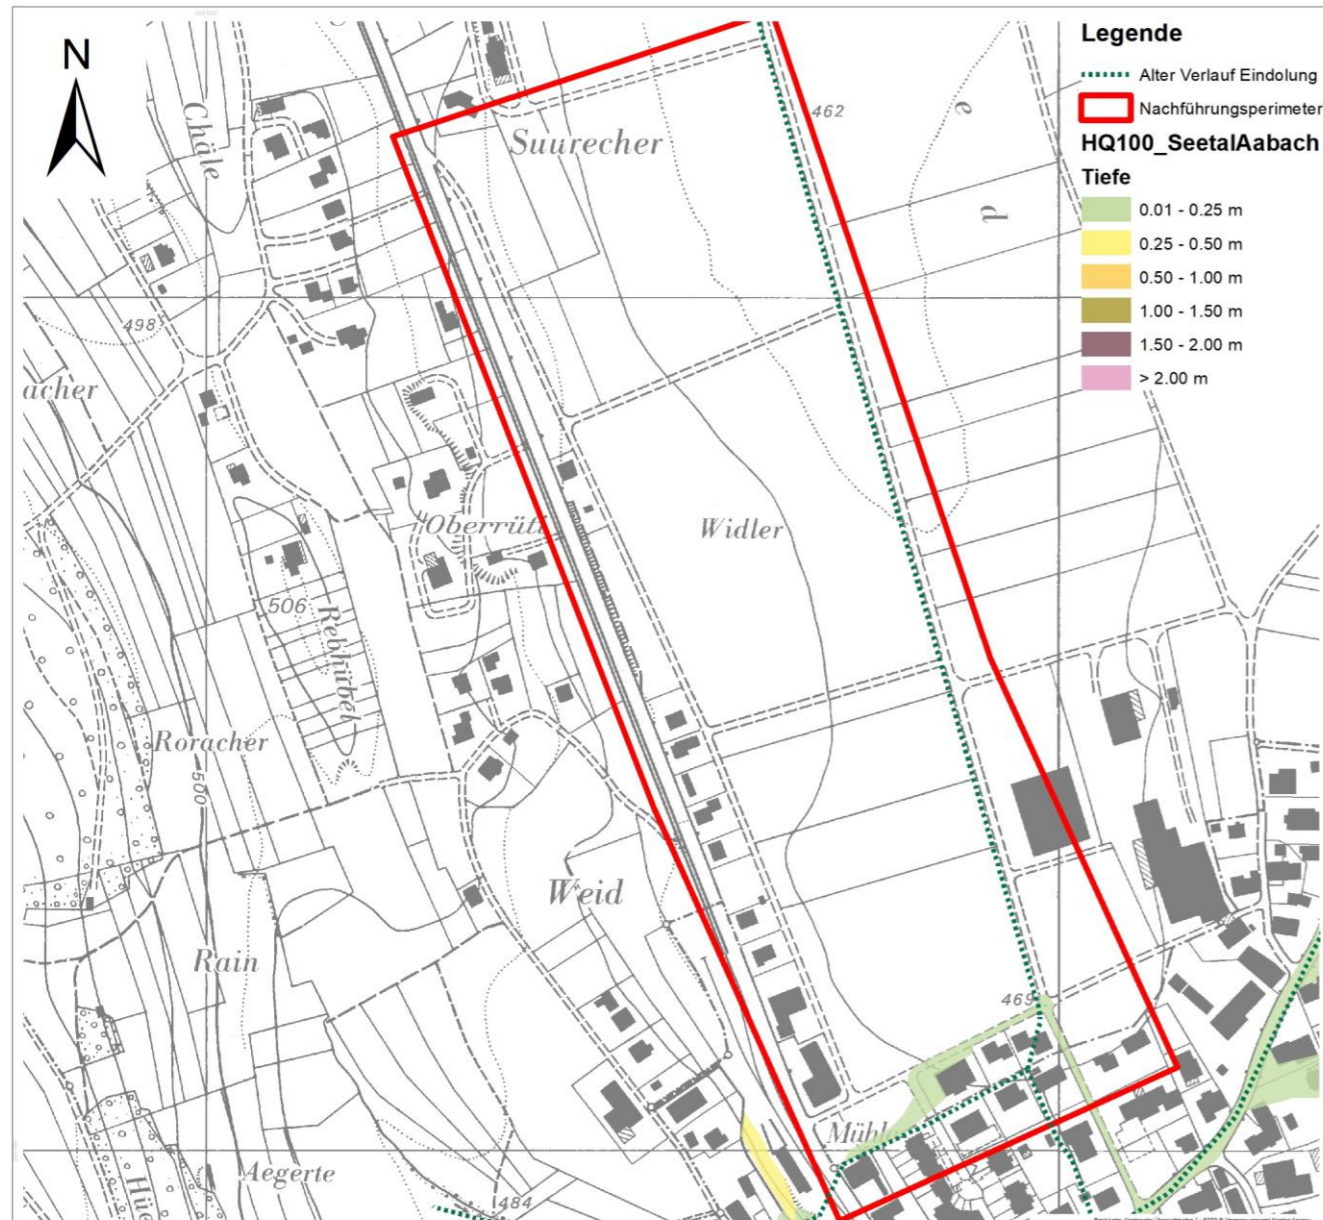 N
Legende
Alter Verlauf Eindolung
Nachführungsperimeter
HQ100_SeetalAabach
Tiefe
0.01 - 0.25 m
0.25 - 0.50 m
0.50 - 1.00 m
1.00 - 1.50 m
1.50 - 2.00 m
> 2.00 m
Chäle
Suurecher
462
e
d
498
acher
Oberrüti
Widler
506
Rebhübel
Roracher
500
Weid
Rain
469
Mühl
Aegerte
484